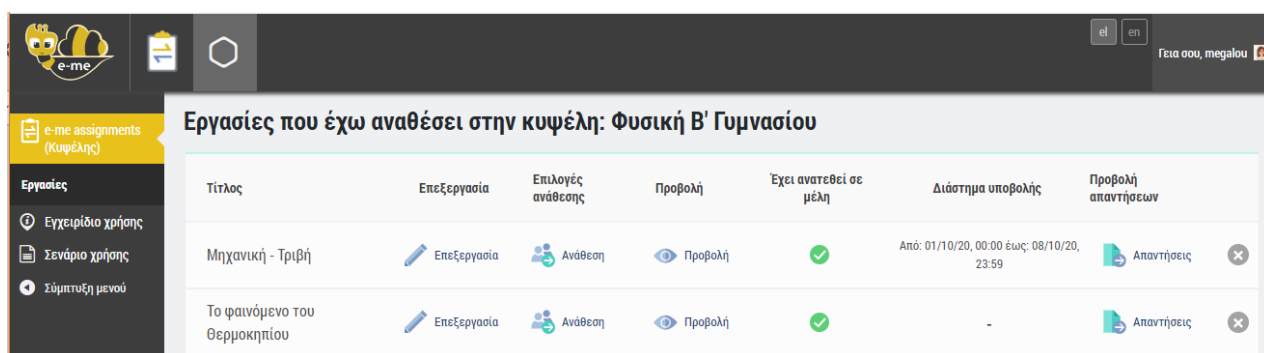 e-me
el
en
Γεια σου, megalou
e-me assignments
(Κυψέλης)
Εργασίες
Εγχειρίδιο χρήσης
Σενάριο χρήσης
Σύμπτυξη μενού
Εργασίες που έχω αναθέσει στην κυψέλη: Φυσική Β' Γυμνασίου
Τίτλος
Επεξεργασία
Επιλογές
ανάθεσης
Προβολή
Έχει ανατεθεί σε
μέλη
Διάστημα υποβολής
Προβολή
απαντήσεων
Μηχανική - Τριβή
Επεξεργασία
Ανάθεση
Προβολή
Από: 01/10/20, 00:00 έως: 08/10/20,
23:59
Απαντήσεις
Το φαινόμενο του
Θερμοκηπίου
Επεξεργασία
Ανάθεση
Προβολή
-
Απαντήσεις